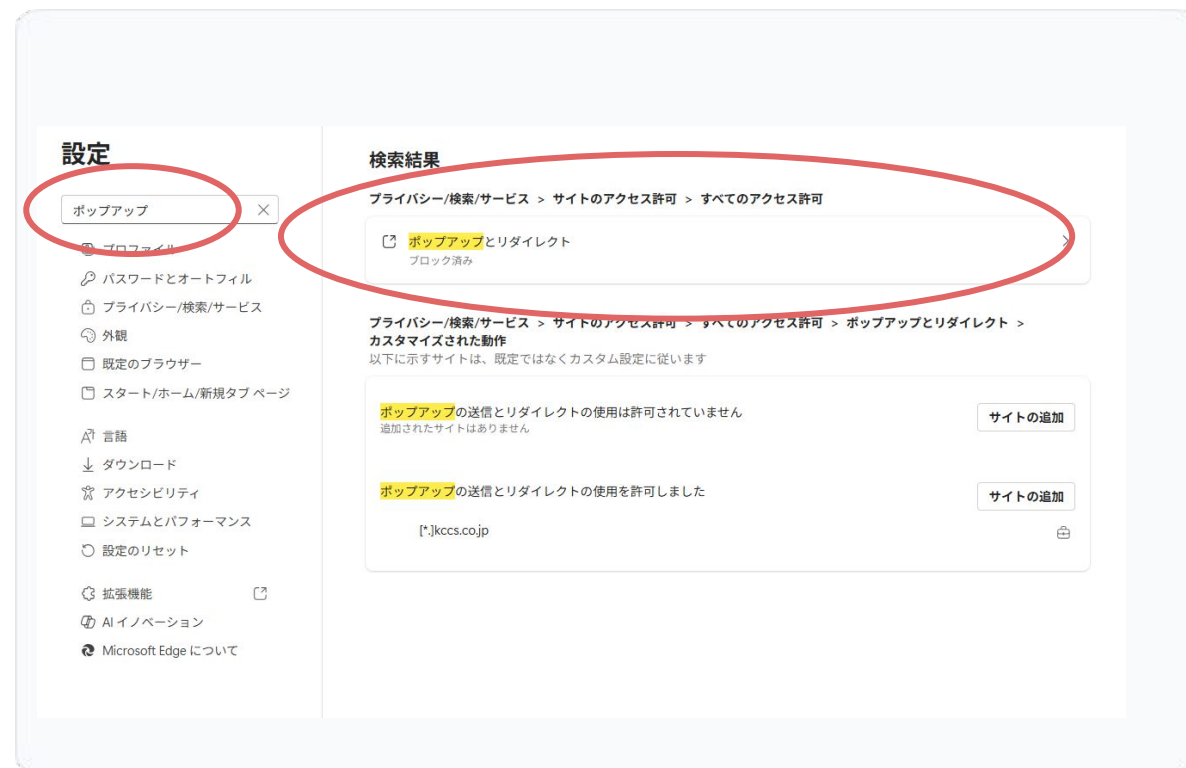 設定
ポップアップ
プロファイル
パスワードとオートフィル
プライバシー/検索/サービス
外観
既定のブラウザー
スタート/ホーム/新規タブ ページ
言語
ダウンロード
アクセシビリティ
システムとパフォーマンス
設定のリセット
拡張機能
AI イノベーション
Microsoft Edge について
検索結果
プライバシー/検索/サービス > サイトのアクセス許可 > すべてのアクセス許可
ポップアップとリダイレクト
ブロック済み
プライバシー/検索/サービス > サイトのアクセス許可 > すべてのアクセス許可 > ポップアップとリダイレクト >
カスタマイズされた動作
以下に示すサイトは、既定ではなくカスタム設定に従います
ポップアップの送信とリダイレクトの使用は許可されていません
サイトの追加
追加されたサイトはありません
ポップアップの送信とリダイレクトの使用を許可しました
サイトの追加
[*.]kccs.co.jp